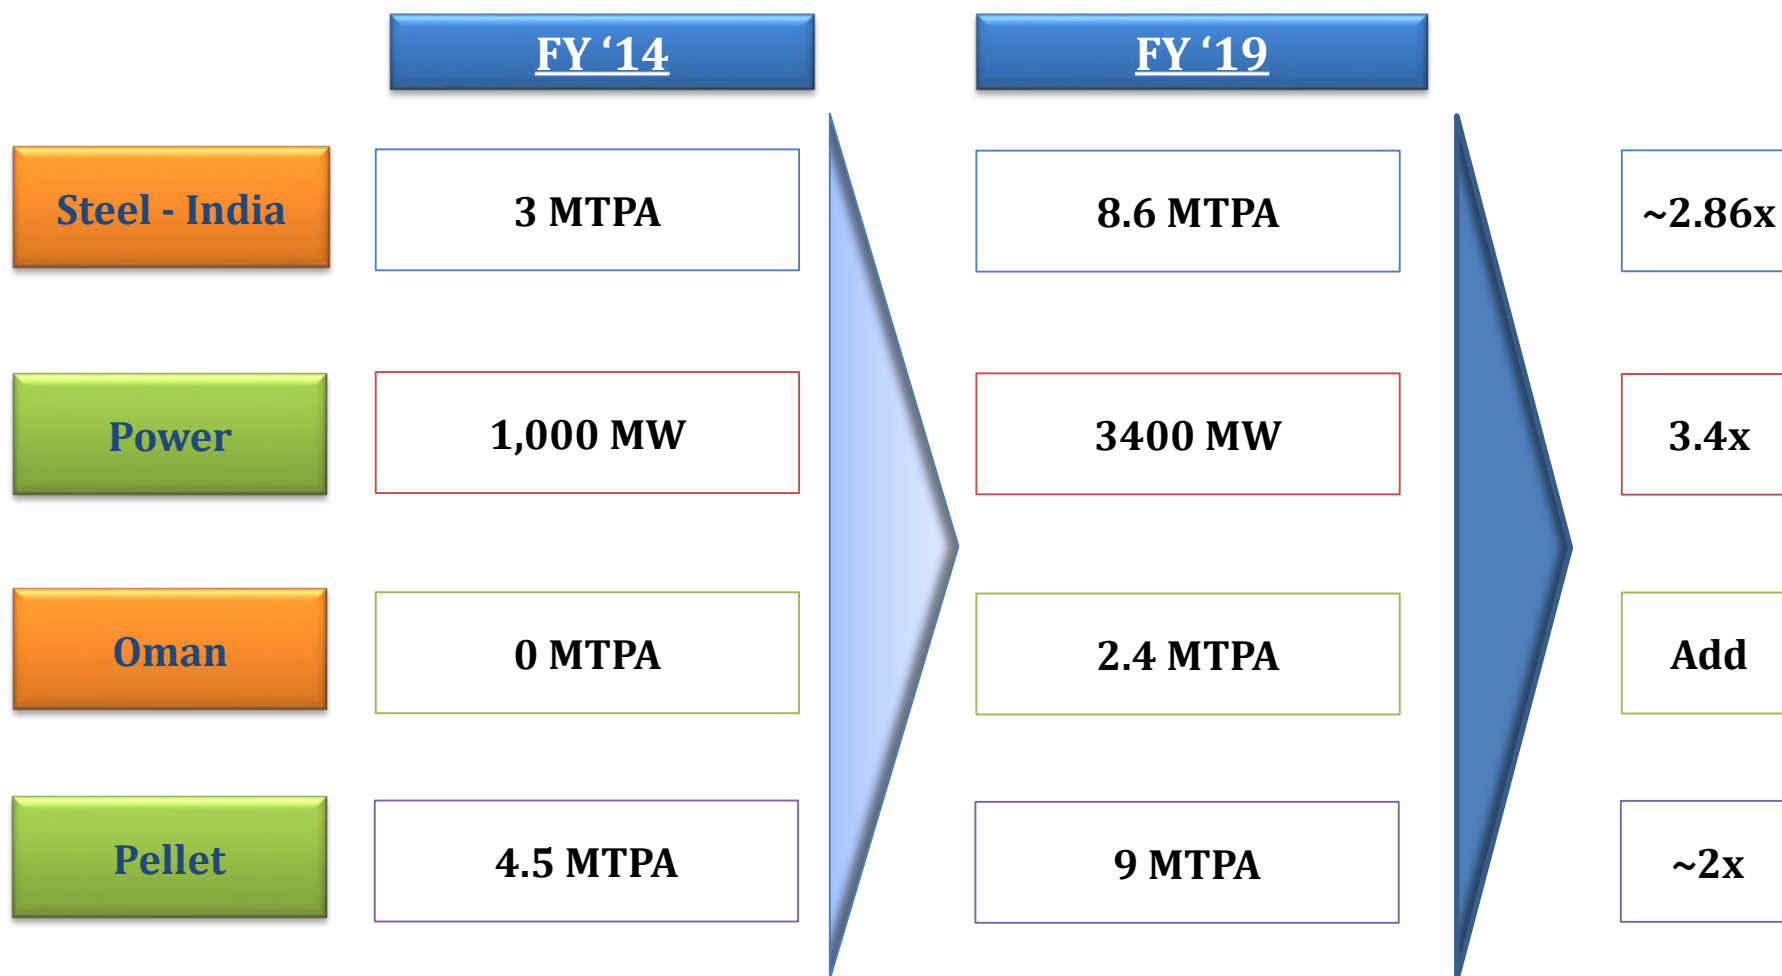 FY ‘14
FY ‘19
Steel - India
3 MTPA
8.6 MTPA
~2.86x
Power
1,000 MW
3400 MW
3.4x
Oman
0 MTPA
2.4 MTPA
Add
Pellet
4.5 MTPA
9 MTPA
~2x